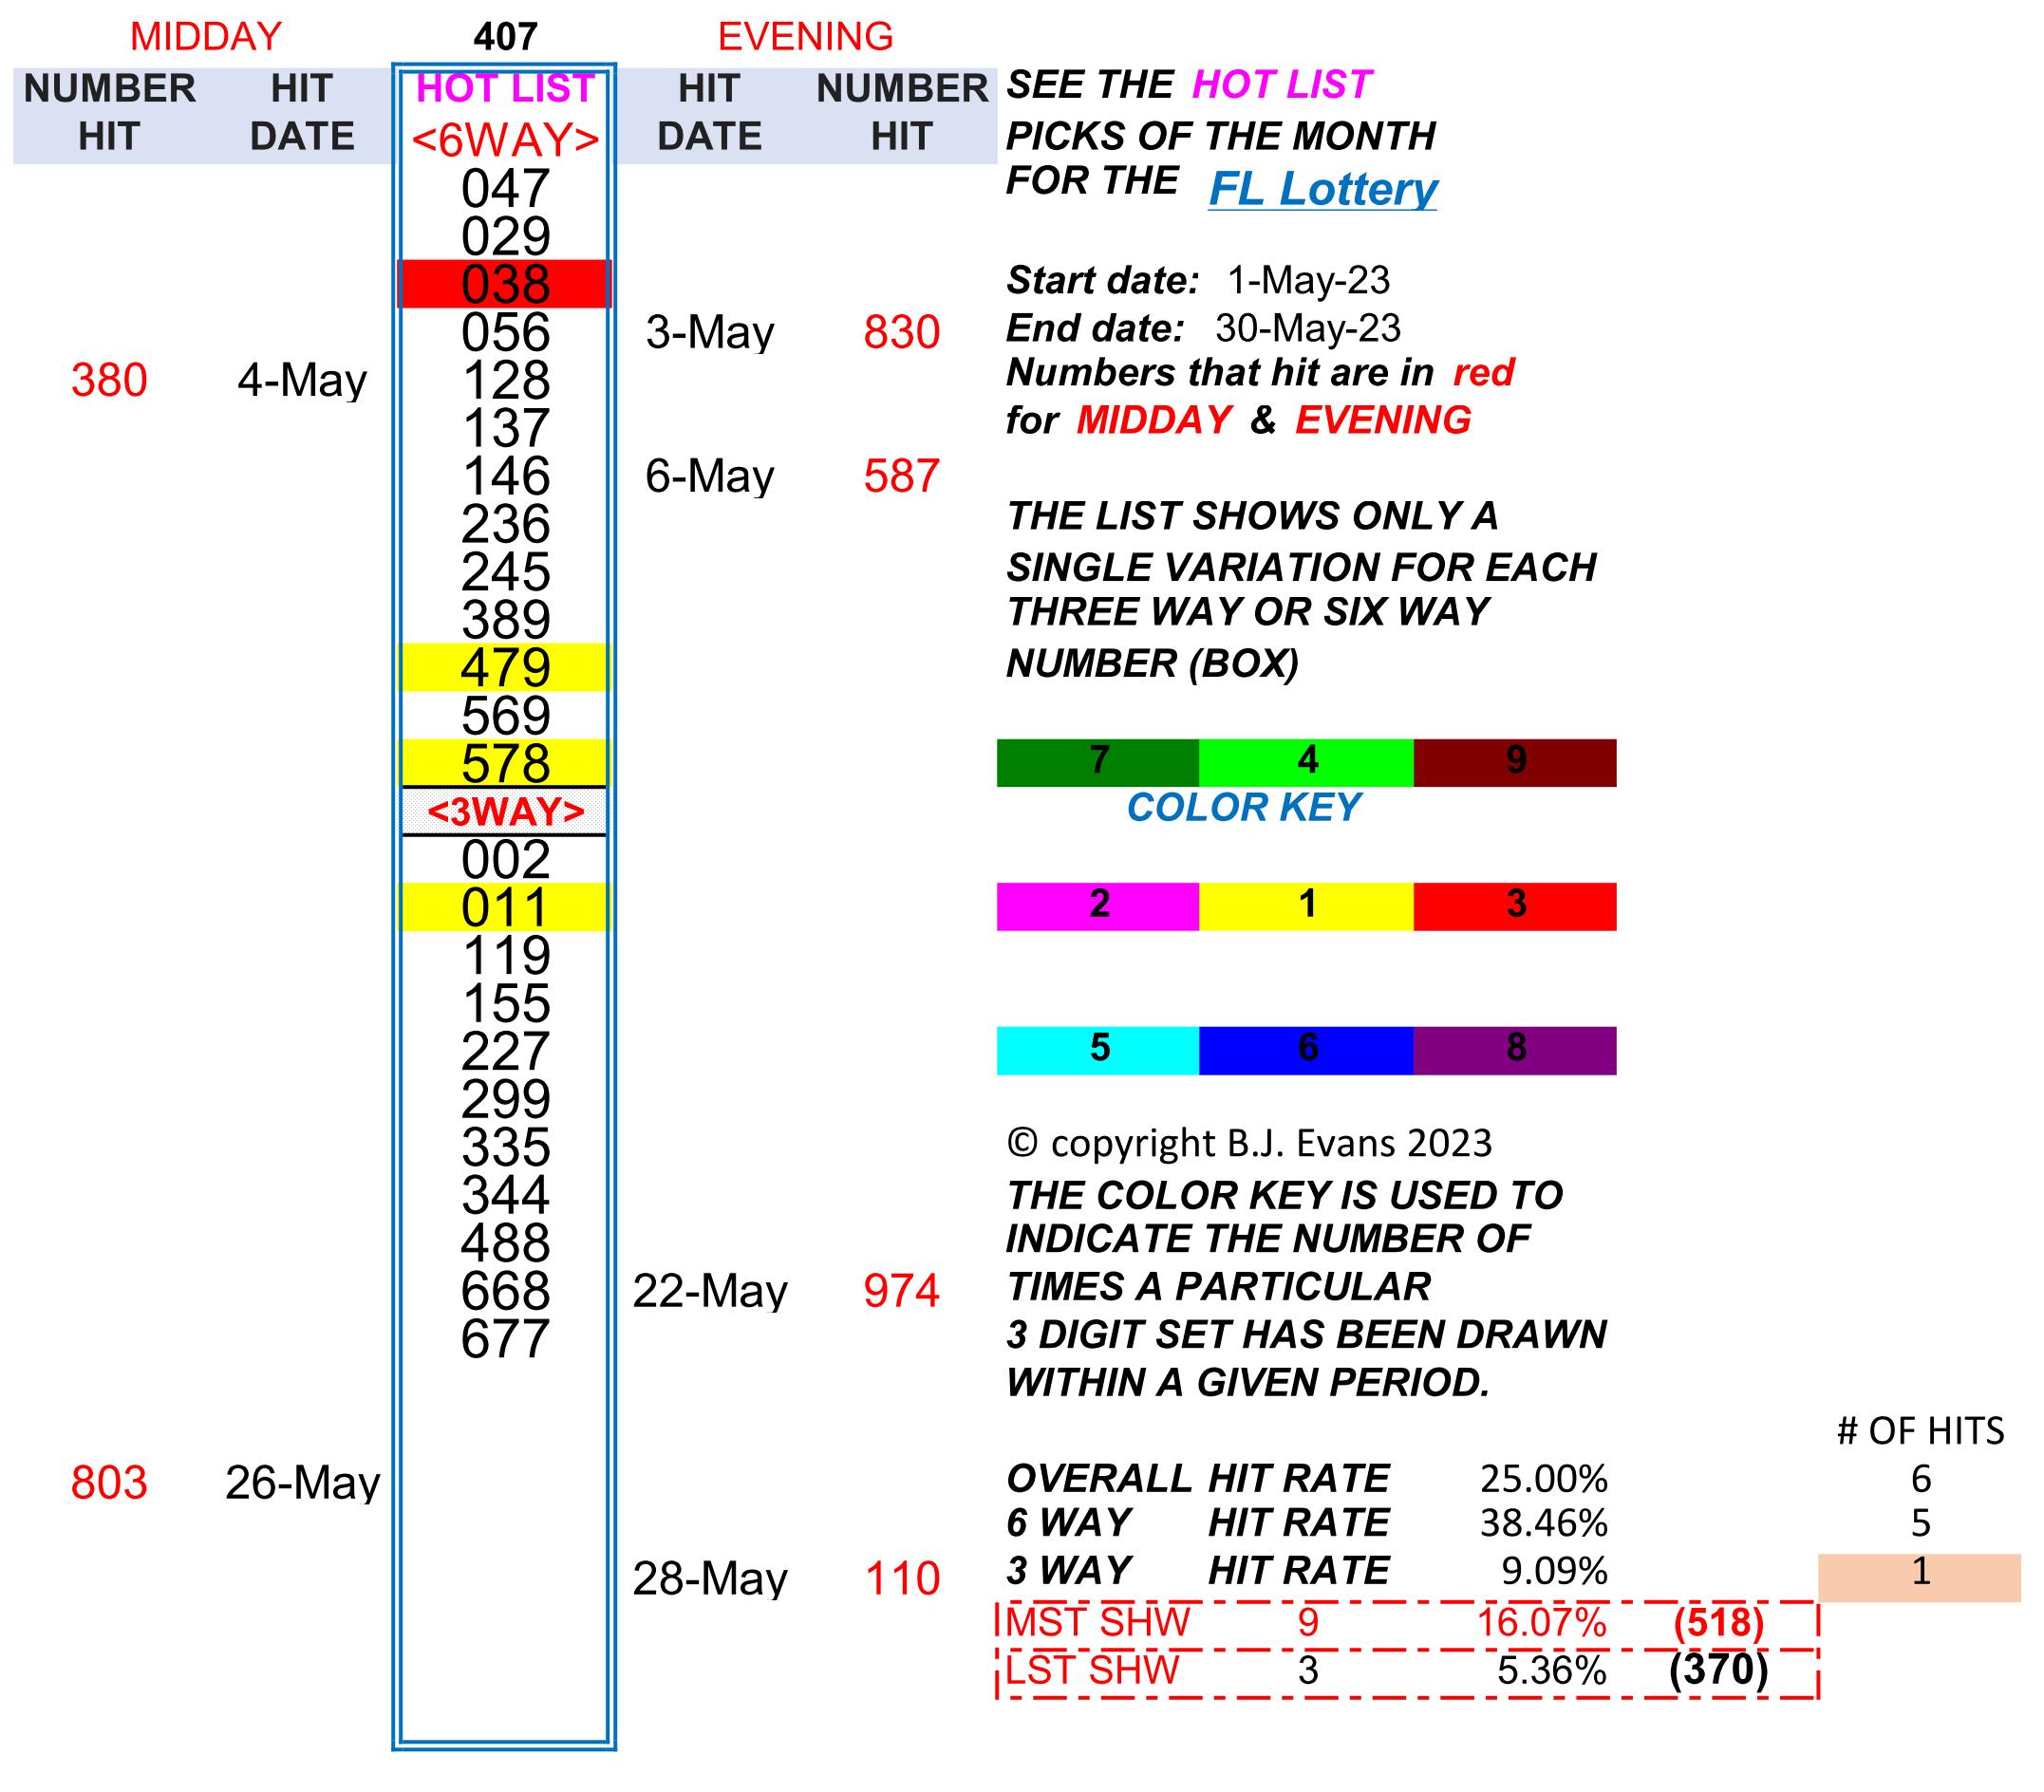 MIDDAY 407 EVENING
NUMBER HIT HOT LIST HIT NUMBER SEE THE HOT LIST
HIT DATE <6WAY> DATE HIT PICKS OF THE MONTH
047 FOR THE FL Lottery
029
038 Start date: 1-May-23
056 3-May 830 End date: 30-May-23
380 4-May 128 Numbers that hit are in red
137 for MIDDAY & EVENING
146 6-May 587
236 THE LIST SHOWS ONLY A
245 SINGLE VARIATION FOR EACH
389 THREE WAY OR SIX WAY
479 NUMBER (BOX)
569
578 7 4 9
<3WAY> COLOR KEY
002
011 2 1 3
119
155
227 5 6 8
299
335 © copyright B.J. Evans 2023
344 THE COLOR KEY IS USED TO
488 INDICATE THE NUMBER OF
668 22-May 974 TIMES A PARTICULAR
677 3 DIGIT SET HAS BEEN DRAWN
WITHIN A GIVEN PERIOD.
# OF HITS
803 26-May OVERALL HIT RATE 25.00% 6
6 WAY HIT RATE 38.46% 5
28-May 110 3 WAY HIT RATE 9.09% 1
MST SHW 9 16.07% (518)
LST SHW 3 5.36% (370)